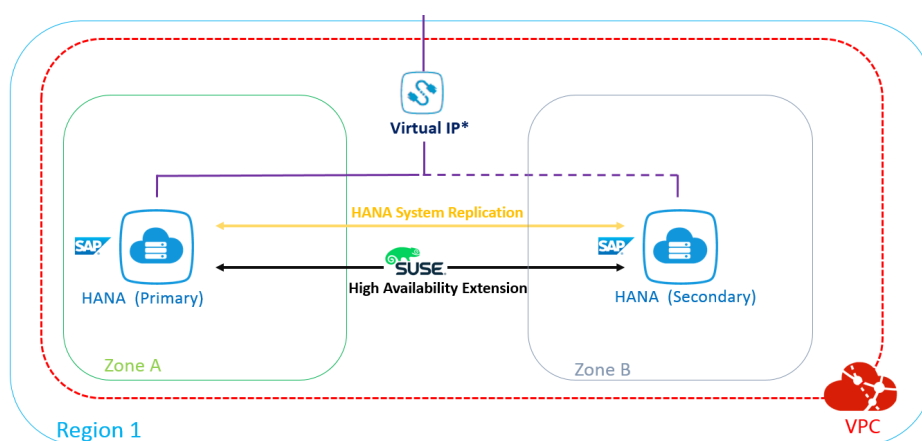 Virtual IP*
HANA System Replication
SAP
SAP
SUSE
High Availability Extension
HANA (Primary)
HANA (Secondary)
Zone A
Zone B
VPC
Region 1